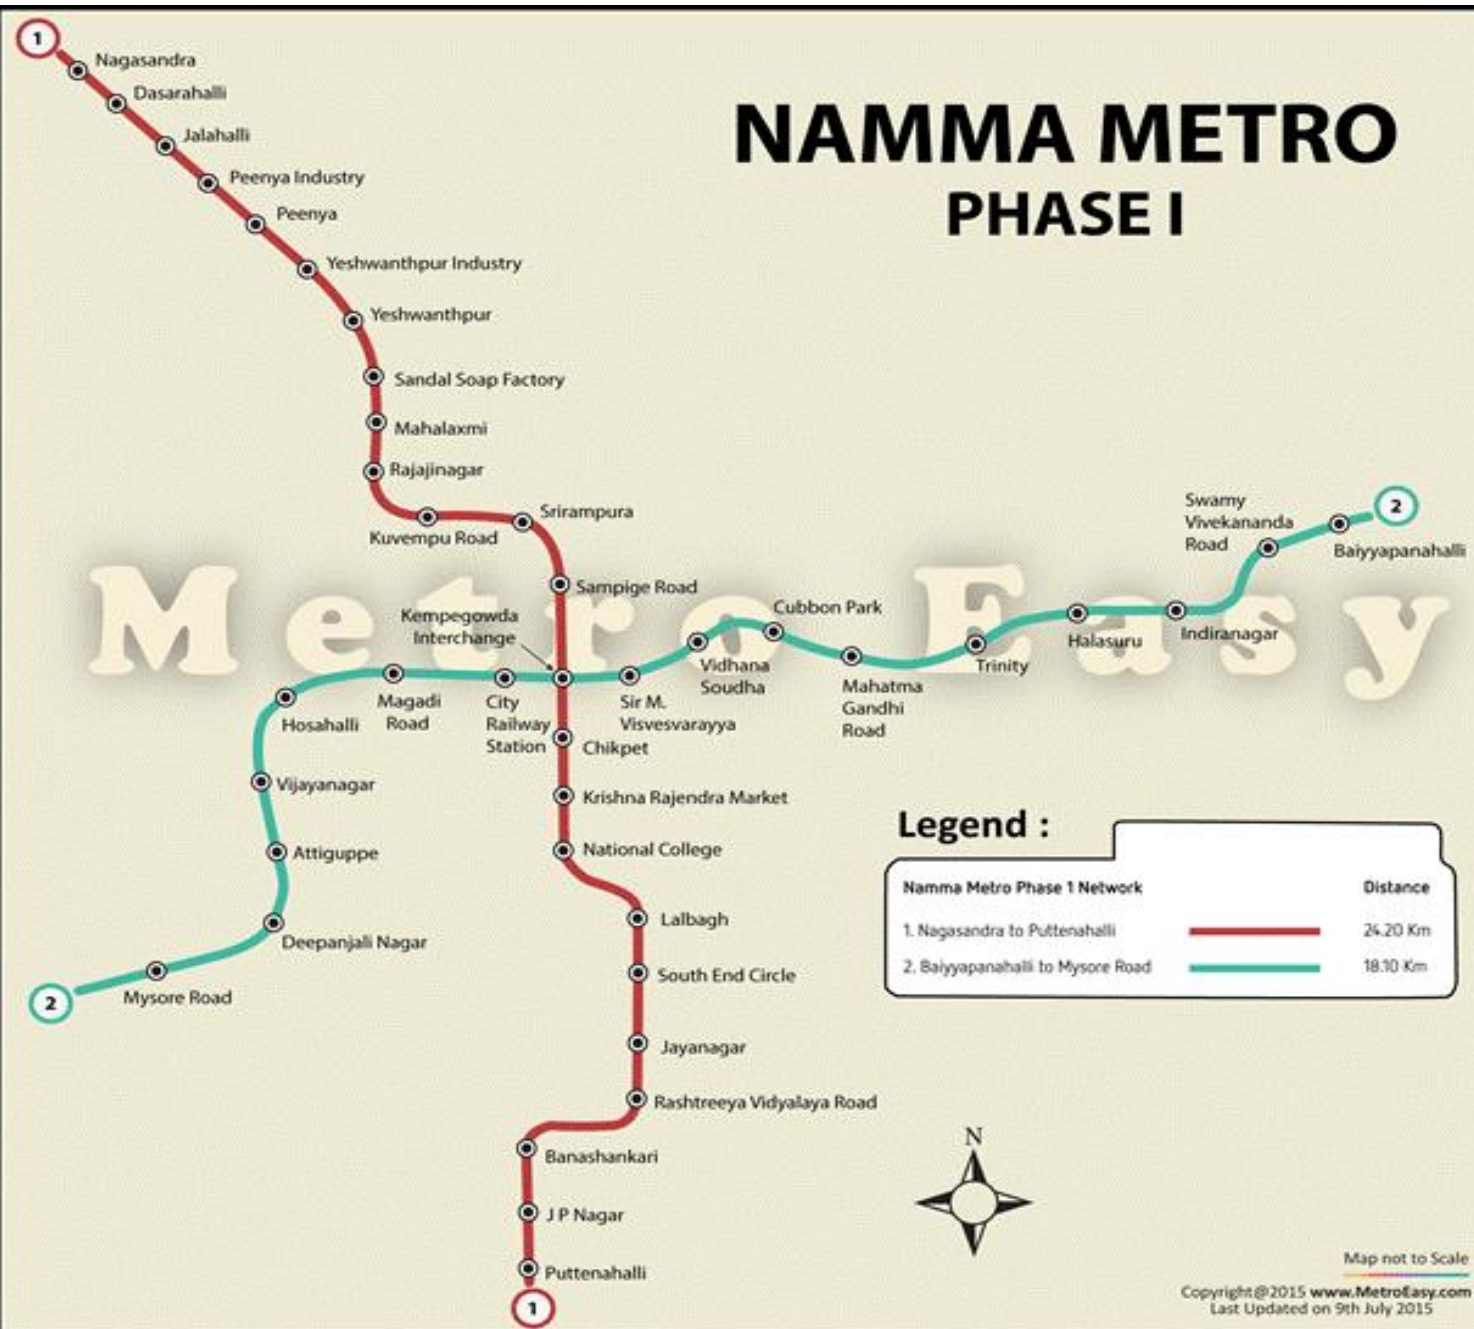 1
Nagasandra
Dasarahalli
Jalahalli
Peenya Industry
Peenya
Yeshwanthpur Industry
Yeshwanthpur
Sandal Soap Factory
Mahalaxmi
Rajajinagar
Kuvempu Road
Srirampura
Sampige Road
Kempegowda
Interchange
NAMMA METRO
PHASE I
Metro Easy
2
Swamy
Vivekananda
Road
Baiyyapanahalli
Cubbon Park
Halasuru
Indiranagar
Trinity
Vidhana
Soudha
Mahatma
Gandhi
Road
Sir M.
Visvesvarayya
City
Railway
Station
Magadi
Road
Hosahalli
Chikpet
Vijayanagar
Krishna Rajendra Market
Attiguppe
National College
Deepanjali Nagar
Lalbagh
Mysore Road
2
South End Circle
Jayanagar
Rashtreeya Vidyalaya Road
Banashankari
J P Nagar
Puttenahalli
1
Legend :
Namma Metro Phase 1 Network Distance
1. Nagasandra to Puttenahalli 24.20 Km
2. Baiyyapanahalli to Mysore Road 18.10 Km
N
Map not to Scale
Copyright@2015 www.MetroEasy.com
Last Updated on 9th July 2015